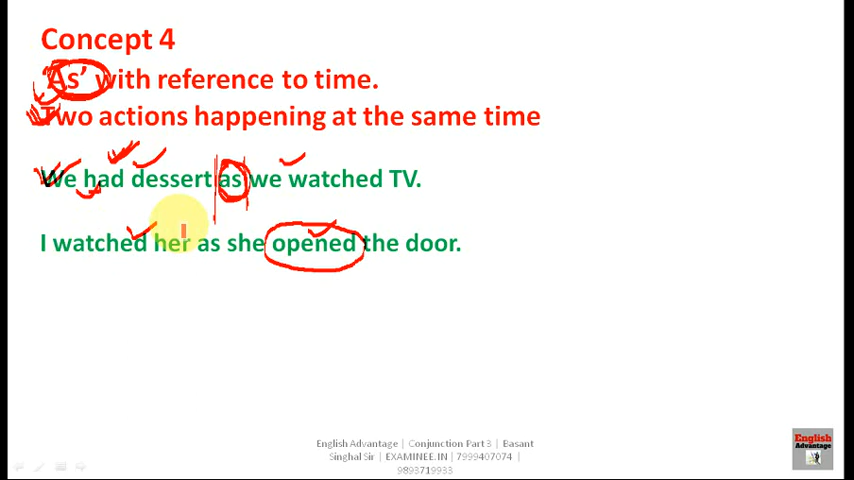 Concept 4
As’ with reference to time.
Two actions happening at the same time
We had dessert as we watched TV.
I watched her as she opened the door.
English Advantage | Conjunction Part 3 | Basant
Singhal Sir | EXAMINEE.IN | 7999407074 |
9893719933
English
Advantage